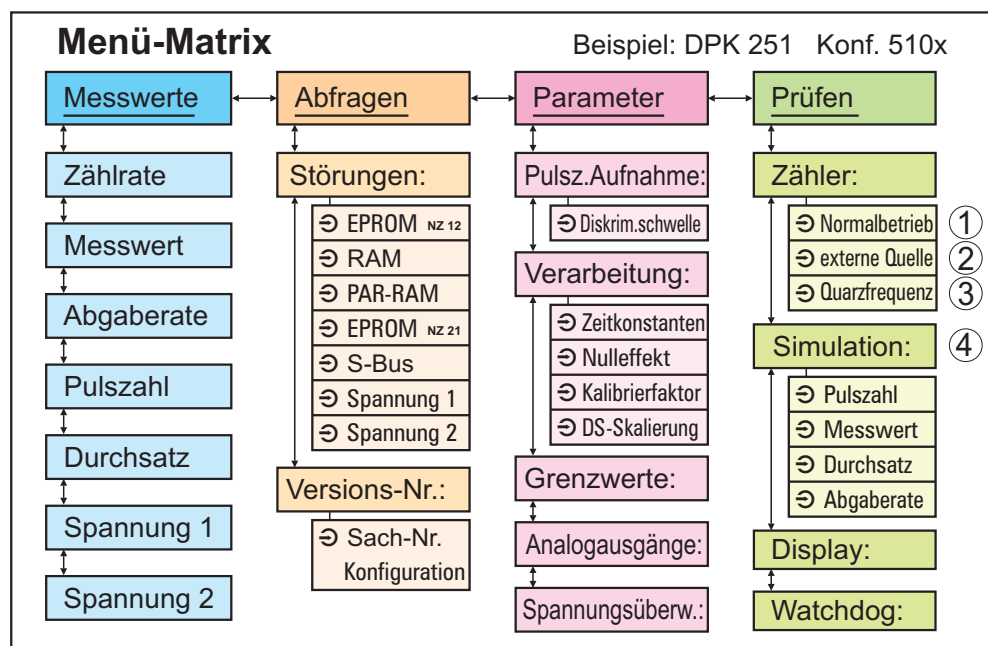 Menü-Matrix
Beispiel: DPK 251 Konf. 510x
Messwerte
Zählrate
Messwert
Abgaberate
Pulszahl
Durchsatz
Spannung 1
Spannung 2
Abfragen
Störungen:
EPROM NZ 12
RAM
PAR-RAM
EPROM NZ 21
S-Bus
Spannung 1
Spannung 2
Versions-Nr.:
Sach-Nr.
Konfiguration
Parameter
Pulsz.Aufnahme:
Diskrim.schwelle
Verarbeitung:
Zeitkonstanten
Nulleffekt
Kalibrierfaktor
DS-Skalierung
Grenzwerte:
Analogausgänge:
Spannungsüberw.:
Prüfen
Zähler:
Normalbetrieb 1
externe Quelle 2
Quarzfrequenz 3
Simulation: 4
Pulszahl
Messwert
Durchsatz
Abgaberate
Display:
Watchdog: